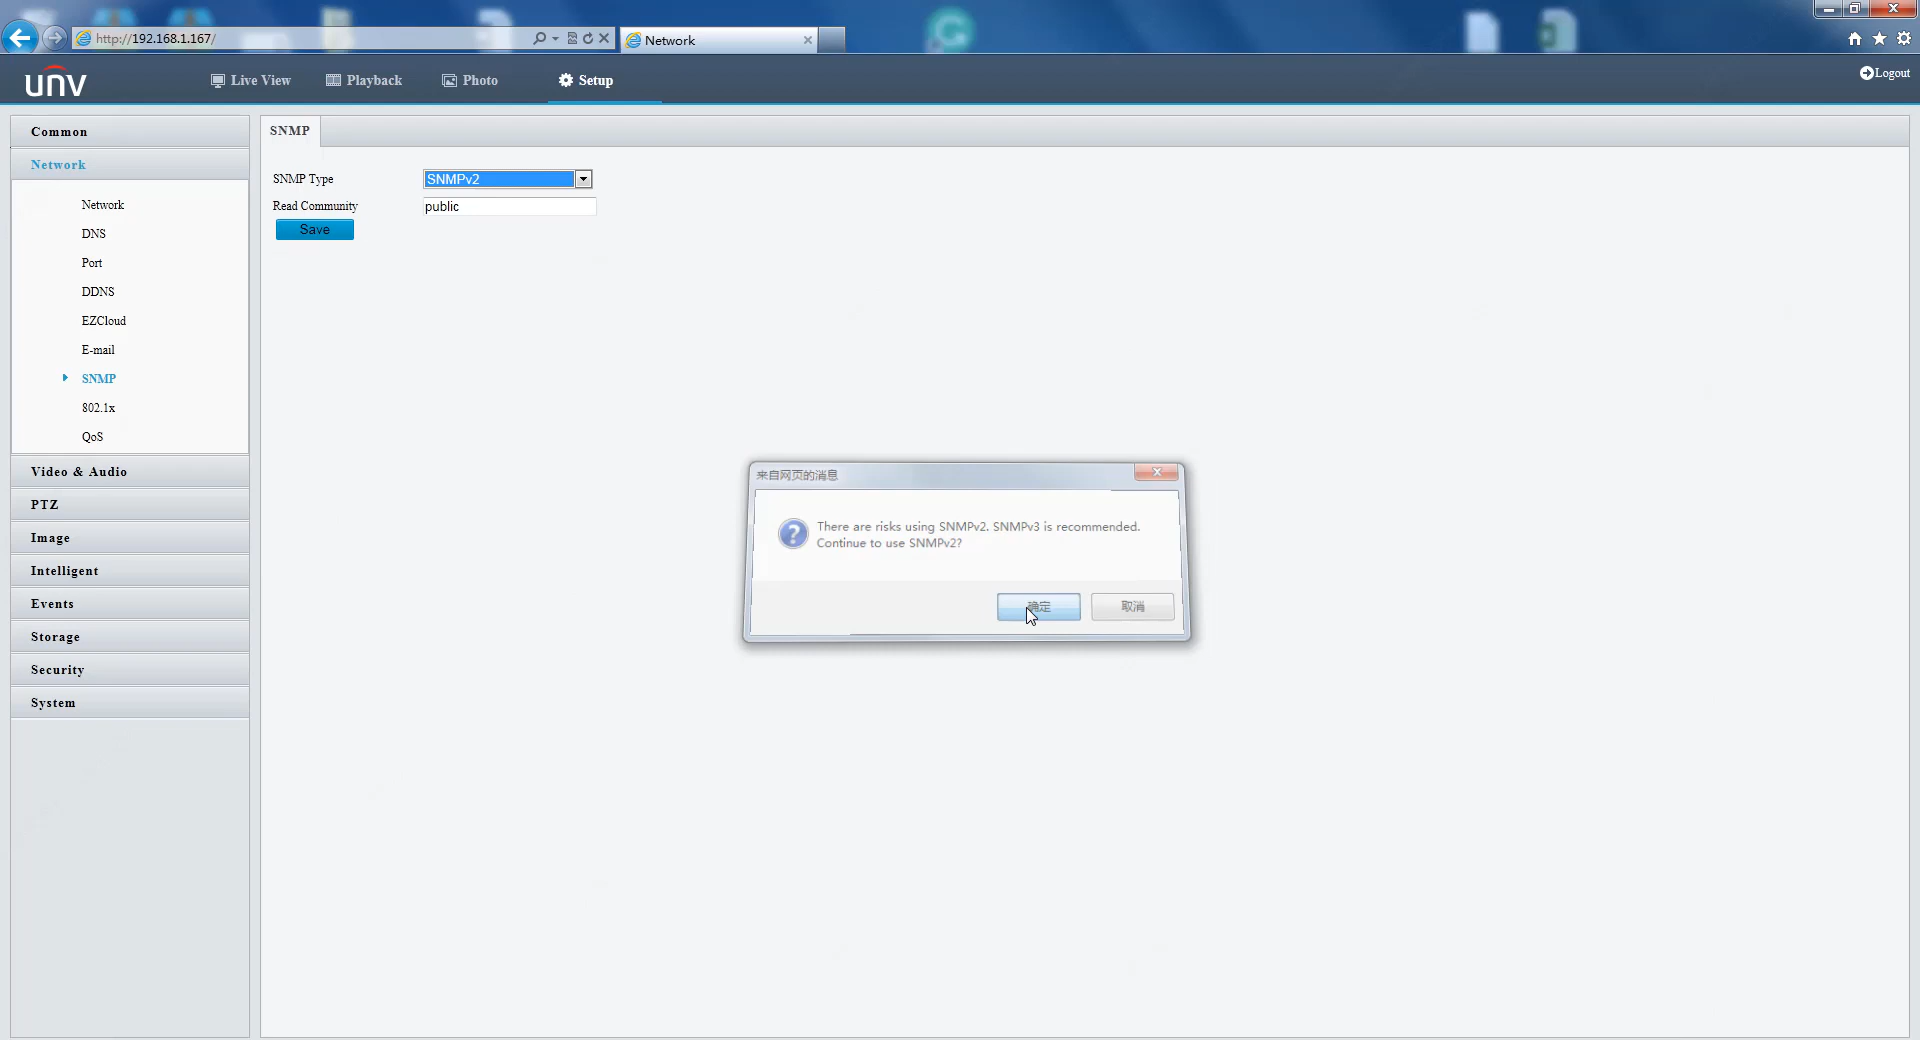 http://192.168.1.167/
Network
unv
Live View
Playback
Photo
Setup
Logout
Common
Network
Network
DNS
Port
DDNS
EZCloud
E-mail
SNMP
802.1x
QoS
Video & Audio
PTZ
Image
Intelligent
Events
Storage
Security
System
SNMP
SNMP Type
SNMPv2
Read Community
public
Save
来自网页的消息
There are risks using SNMPv2. SNMPv3 is recommended.
Continue to use SNMPv2?
确定
取消